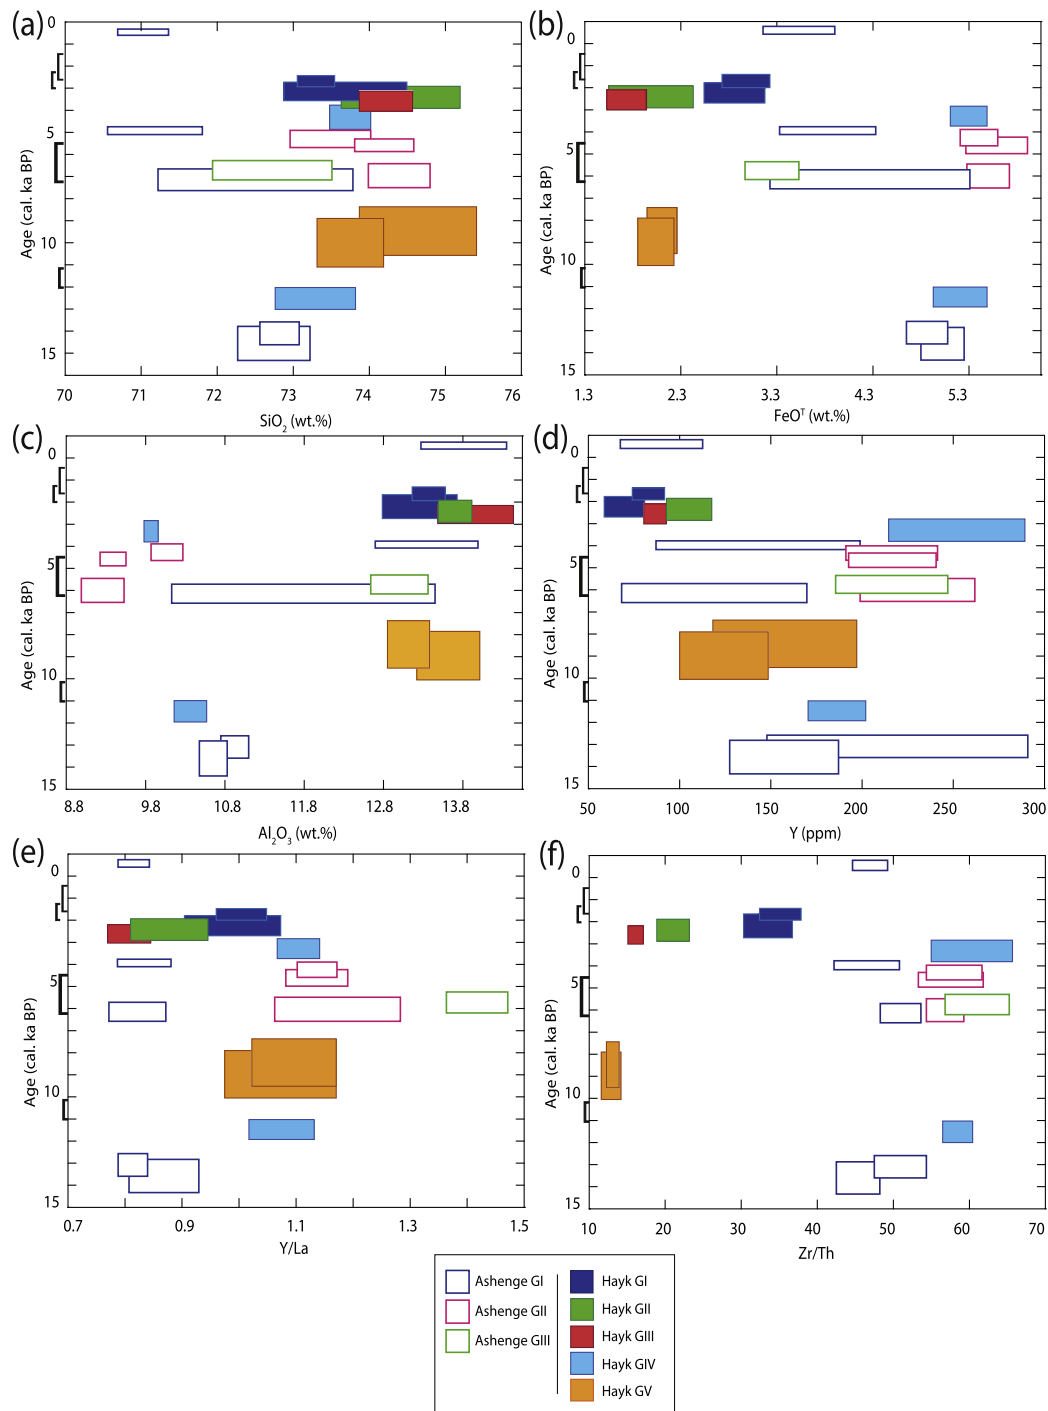 (a)
0
5
10
15
Age (cal. ka BP)
70 71 72 73 74 75 76
SiO2 (wt.%)
(b)
0
5
10
15
Age (cal. ka BP)
1.3 2.3 3.3 4.3 5.3
FeOT (wt.%)
(c)
0
5
10
15
Age (cal. ka BP)
8.8 9.8 10.8 11.8 12.8 13.8
Al2O3 (wt.%)
(d)
0
5
10
15
Age (cal. ka BP)
50 100 150 200 250 300
Y (ppm)
(e)
0
5
10
15
Age (cal. ka BP)
0.7 0.9 1.1 1.3 1.5
Y/La
(f)
0
5
10
15
Age (cal. ka BP)
10 20 30 40 50 60 70
Zr/Th
Ashenge GI
Ashenge GII
Ashenge GIII
Hayk GI
Hayk GII
Hayk GIII
Hayk GIV
Hayk GV